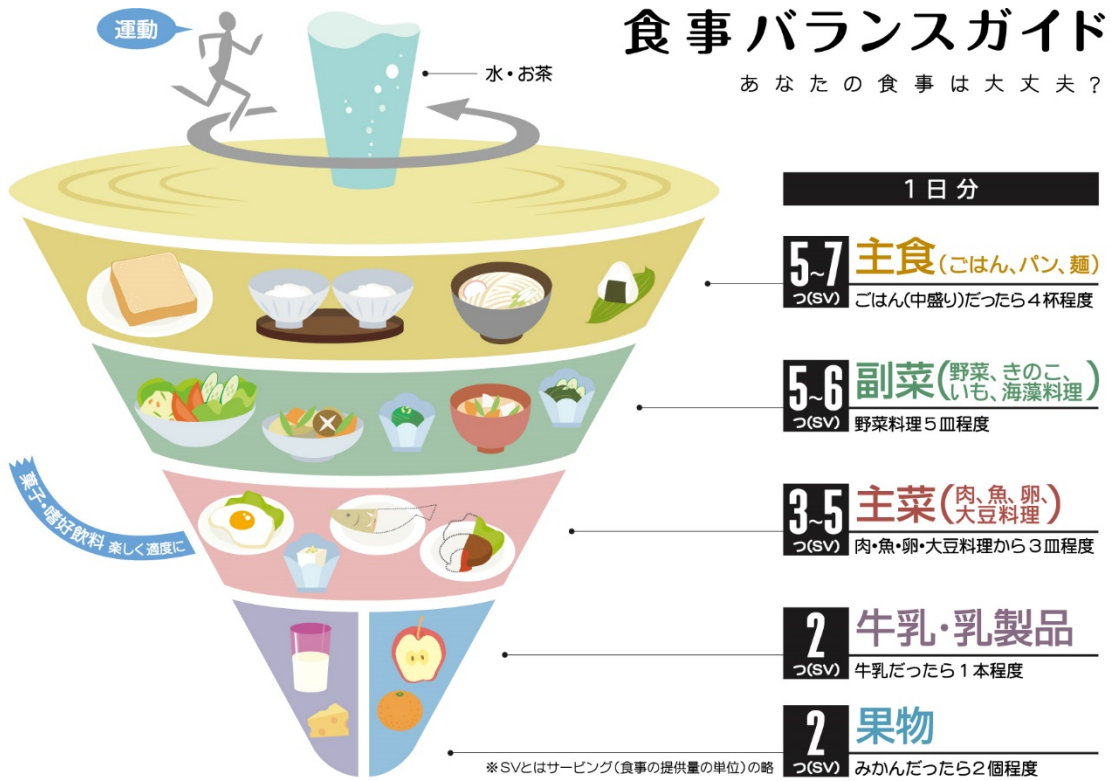 食事バランスガイド
あなたの食事は大丈夫?
運動
水・お茶
1日分
5~7
つ(SV)
主食(ごはん、パン、麺)
ごはん(中盛り)だったら4杯程度
5~6
つ(SV)
副菜(野菜、きのこ、
いも、海藻料理)
野菜料理5皿程度
菓子・嗜好飲料 楽しく適度に
3~5
つ(SV)
主菜(肉、魚、卵、
大豆料理)
肉・魚・卵・大豆料理から3皿程度
2
つ(SV)
牛乳・乳製品
牛乳だったら1本程度
2
つ(SV)
果物
みかんだったら2個程度
※SVとはサービング(食事の提供量の単位)の略